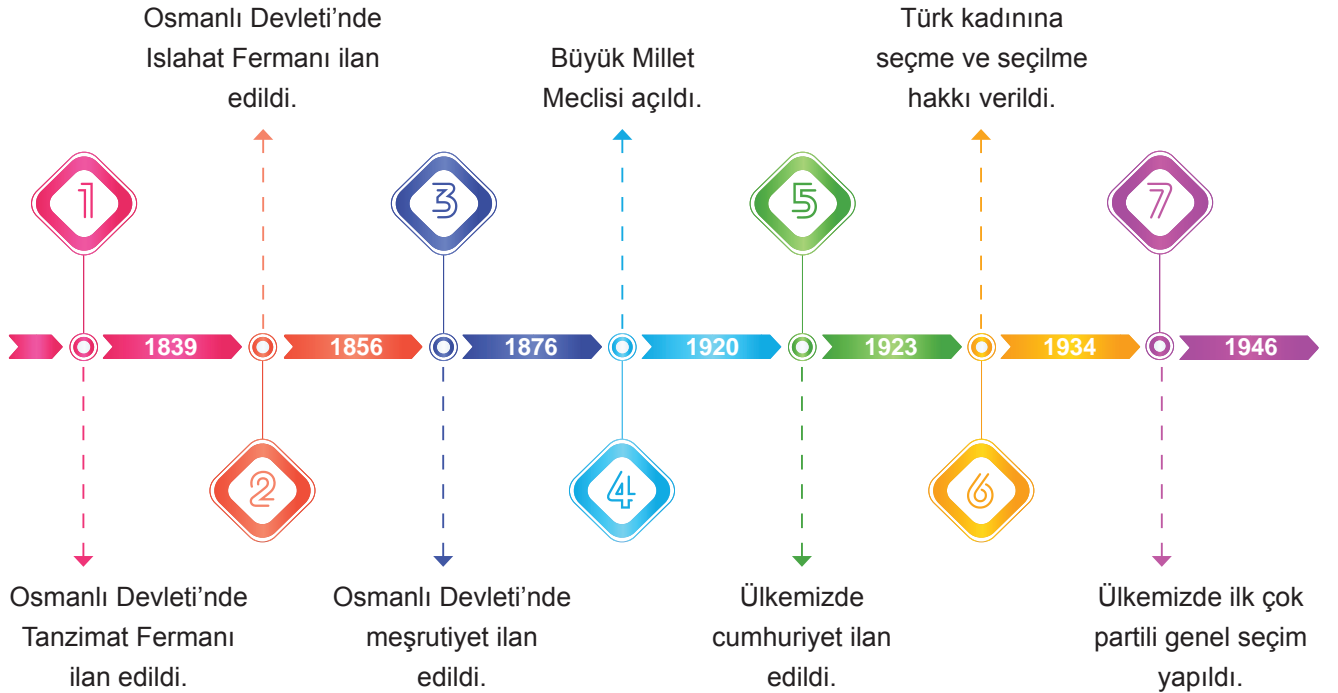 Osmanlı Devleti’nde
Islahat Fermanı ilan
edildi.
Büyük Millet
Meclisi açıldı.
Türk kadınına
seçme ve seçilme
hakkı verildi.
1
3
5
7
1839
1856
1876
1920
1923
1934
1946
2
4
6
Osmanlı Devleti’nde
Tanzimat Fermanı
ilan edildi.
Osmanlı Devleti’nde
meşrutiyet ilan
edildi.
Ülkemizde
cumhuriyet ilan
edildi.
Ülkemizde ilk çok
partili genel seçim
yapıldı.